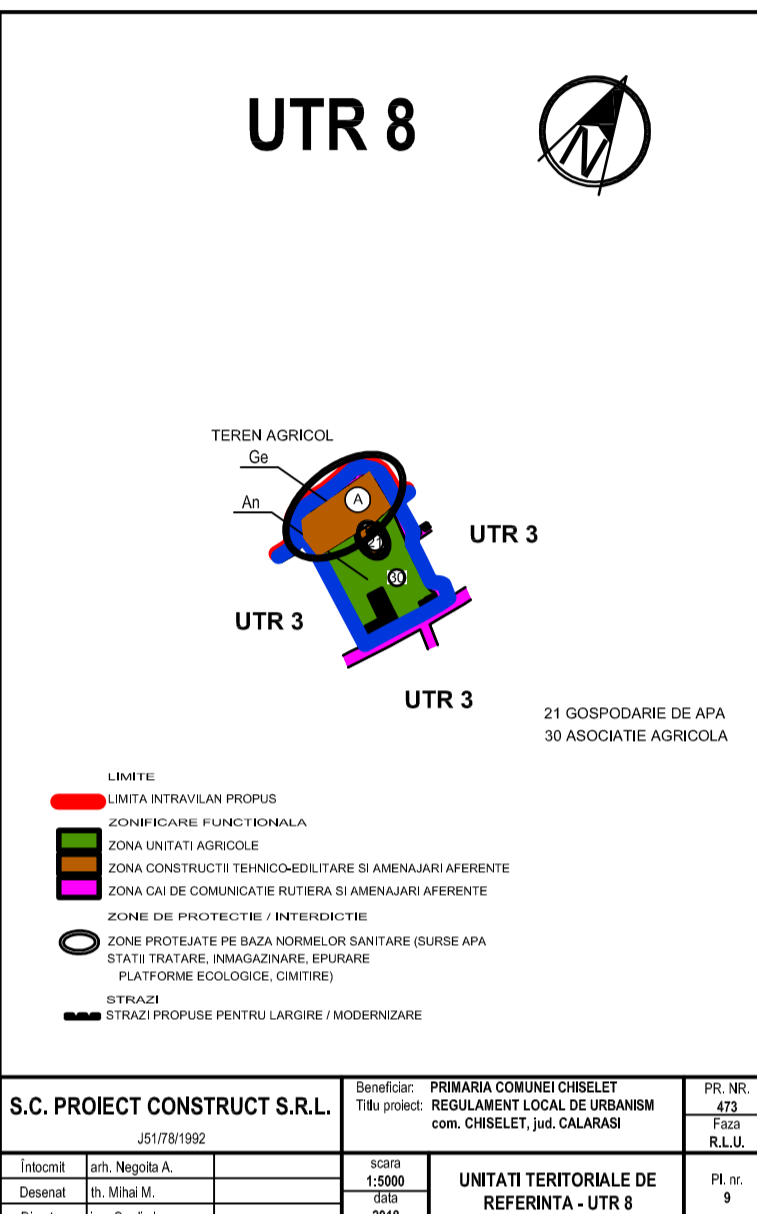 UTR 8
N
TEREN AGRICOL
Ge
An
A
21
30
UTR 3
UTR 3
UTR 3
21 GOSPODARIE DE APA
30 ASOCIATIE AGRICOLA
LIMITE
LIMITA INTRAVILAN PROPUS
ZONIFICARE FUNCTIONALA
ZONA UNITATI AGRICOLE
ZONA CONSTRUCTII TEHNICO-EDILITARE SI AMENAJARI AFERENTE
ZONA CAI DE COMUNICATIE RUTIERA SI AMENAJARI AFERENTE
ZONE DE PROTECTIE / INTERDICTIE
ZONE PROTEJATE PE BAZA NORMELOR SANITARE (SURSE APA
STATII TRATARE, INMAGAZINARE, EPURARE
PLATFORME ECOLOGICE, CIMITIRE)
STRAZI
STRAZI PROPUSE PENTRU LARGIRE / MODERNIZARE
S.C. PROIECT CONSTRUCT S.R.L.
J51/78/1992
Beneficiar: PRIMARIA COMUNEI CHISELET
Titlu proiect: REGULAMENT LOCAL DE URBANISM
com. CHISELET, jud. CALARASI
PR. NR.
473
Faza
R.L.U.
Întocmit arh. Negoita A.
Desenat th. Mihai M.
scara
1:5000
data
UNITATI TERITORIALE DE
REFERINTA - UTR 8
Pl. nr.
9